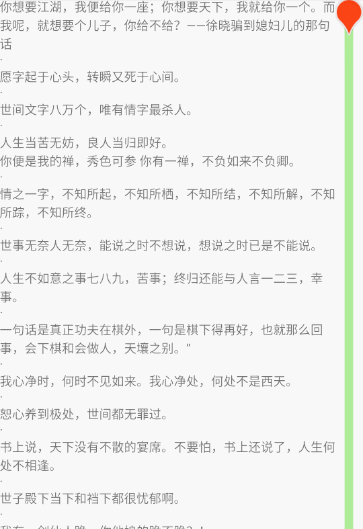 你想要江湖，我便给你一座；你想要天下，我就给你一个。而
我呢，就想要个儿子，你给不给？——徐晓骗到媳妇儿的那句
话
·
愿字起于心头，转瞬又死于心间。
·
世间文字八万个，唯有情字最杀人。
·
人生当苦无妨，良人当归即好。
你便是我的禅，秀色可参 你有一禅，不负如来不负卿。
·
情之一字，不知所起，不知所栖，不知所结，不知所解，不知
所踪，不知所终。
·
世事无奈人无奈，能说之时不想说，想说之时已是不能说。
·
人生不如意之事七八九，苦事；终归还能与人言一二三，幸
事。
·
一句话是真正功夫在棋外，一句是棋下得再好，也就那么回
事，会下棋和会做人，天壤之别。”
·
我心净时，何时不见如来。我心净处，何处不是西天。
·
恕心养到极处，世间都无罪过。
·
书上说，天下没有不散的宴席。不要怕，书上还说了，人生何
处不相逢。
·
世子殿下当下和裆下都很忧郁啊。
·